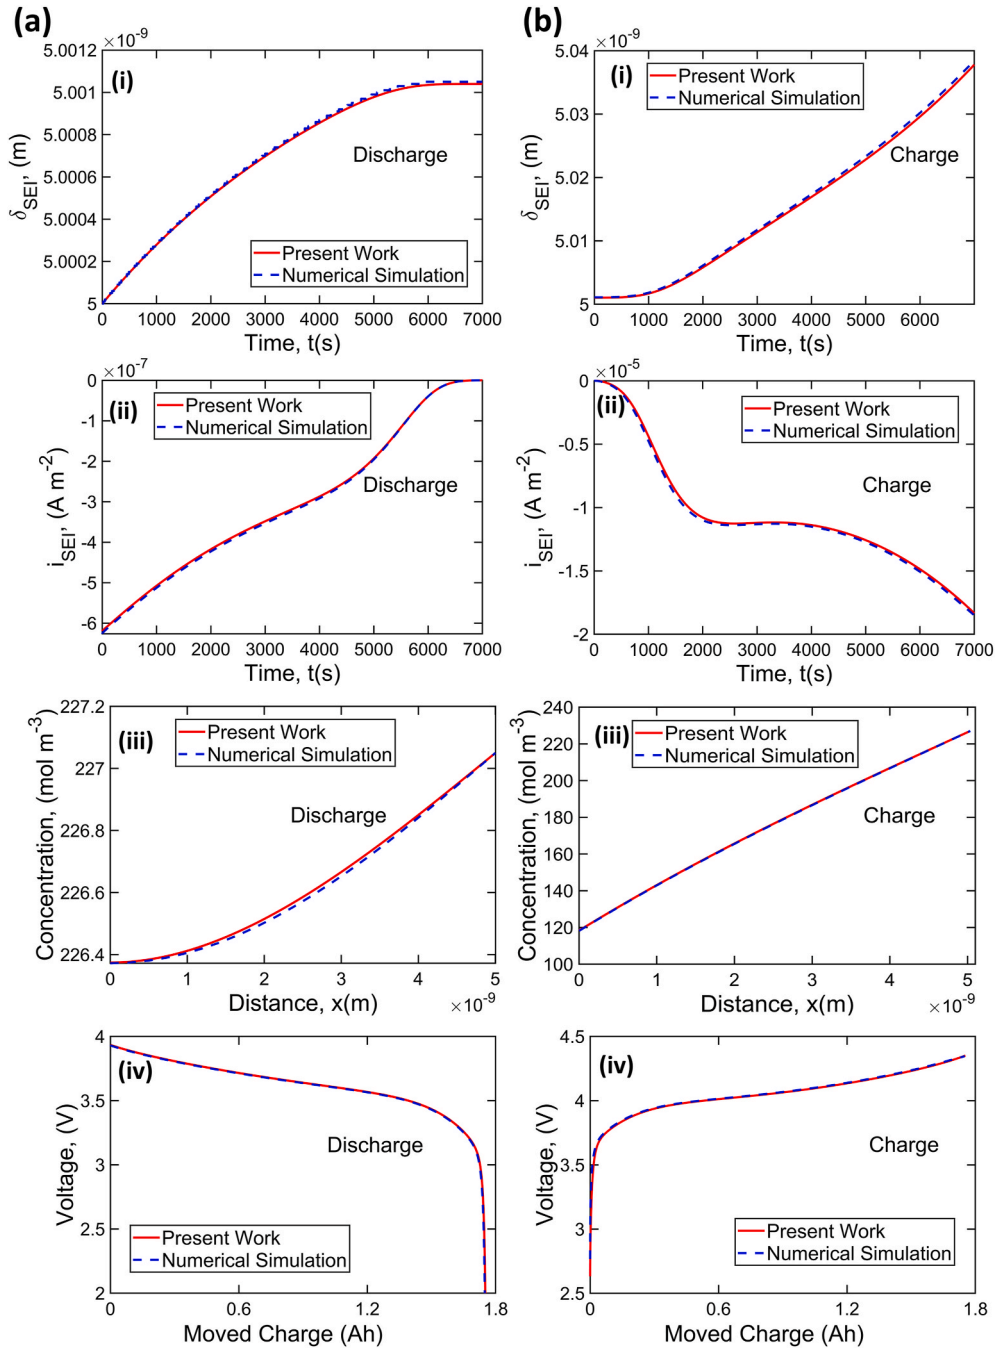 (a)
×10⁻⁹
5.0012
5.001
5.0008
5.0006
5.0004
5.0002
5
δSEI, (m)
(i)
Discharge
Present Work
Numerical Simulation
0 1000 2000 3000 4000 5000 6000 7000
Time, t(s)
(b)
×10⁻⁹
5.04
5.03
5.02
5.01
5
δSEI, (m)
(i)
Present Work
Numerical Simulation
Charge
0 1000 2000 3000 4000 5000 6000
Time, t(s)
×10⁻⁷
0
-1
-2
-3
-4
-5
-6
iSEI, (A m⁻²)
(ii)
Present Work
Numerical Simulation
Discharge
0 1000 2000 3000 4000 5000 6000 7000
Time, t(s)
×10⁻⁵
0
-0.5
-1
-1.5
-2
iSEI, (A m⁻²)
(ii)
Present Work
Numerical Simulation
Charge
0 1000 2000 3000 4000 5000 6000 7000
Time, t(s)
227.2
227
226.8
226.6
226.4
Concentration, (mol m⁻³)
(iii)
Present Work
Numerical Simulation
Discharge
0 1 2 3 4 5
Distance, x(m)
×10⁻⁹
240
220
200
180
160
140
120
100
Concentration, (mol m⁻³)
(iii)
Present Work
Numerical Simulation
Charge
0 1 2 3 4 5
Distance, x(m)
×10⁻⁹
4
3.5
3
2.5
2
Voltage, (V)
(iv)
Discharge
Present Work
Numerical Simulation
0 0.6 1.2 1.8
Moved Charge (Ah)
4.5
4
3.5
3
2.5
Voltage, (V)
(iv)
Charge
Present Work
Numerical Simulation
0 0.6 1.2 1.8
Moved Charge (Ah)